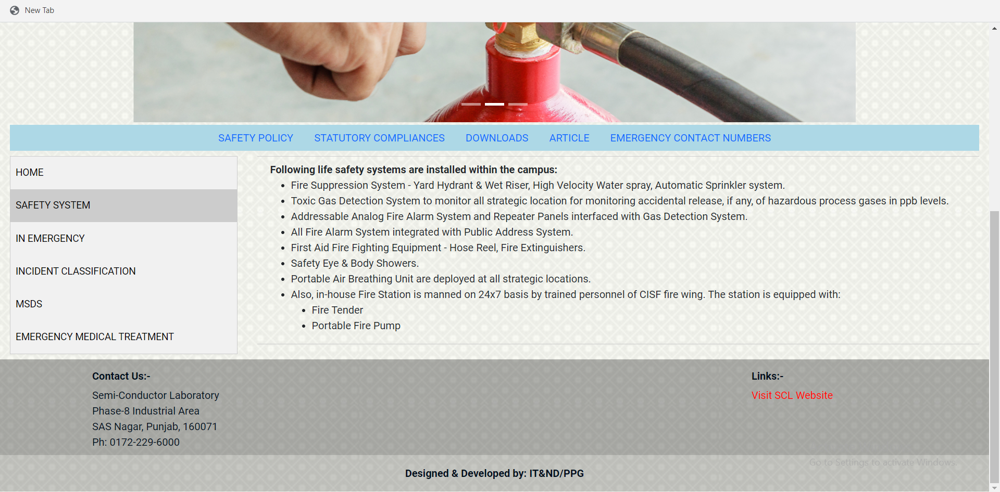 New Tab
SAFETY POLICY STATUTORY COMPLIANCES DOWNLOADS ARTICLE EMERGENCY CONTACT NUMBERS
HOME
SAFETY SYSTEM
IN EMERGENCY
INCIDENT CLASSIFICATION
MSDS
EMERGENCY MEDICAL TREATMENT
Following life safety systems are installed within the campus:
Fire Suppression System - Yard Hydrant & Wet Riser, High Velocity Water spray, Automatic Sprinkler system.
Toxic Gas Detection System to monitor all strategic location for monitoring accidental release, if any, of hazardous process gases in ppb levels.
Addressable Analog Fire Alarm System and Repeater Panels interfaced with Gas Detection System.
All Fire Alarm System integrated with Public Address System.
First Aid Fire Fighting Equipment - Hose Reel, Fire Extinguishers.
Safety Eye & Body Showers.
Portable Air Breathing Unit are deployed at all strategic locations.
Also, in-house Fire Station is manned on 24x7 basis by trained personnel of CISF fire wing. The station is equipped with:
Fire Tender
Portable Fire Pump
Contact Us:-
Semi-Conductor Laboratory
Phase-8 Industrial Area
SAS Nagar, Punjab, 160071
Ph: 0172-229-6000
Links:-
Visit SCL Website
Go to Settings to activate Windows.
Designed & Developed by: IT&ND/PPG